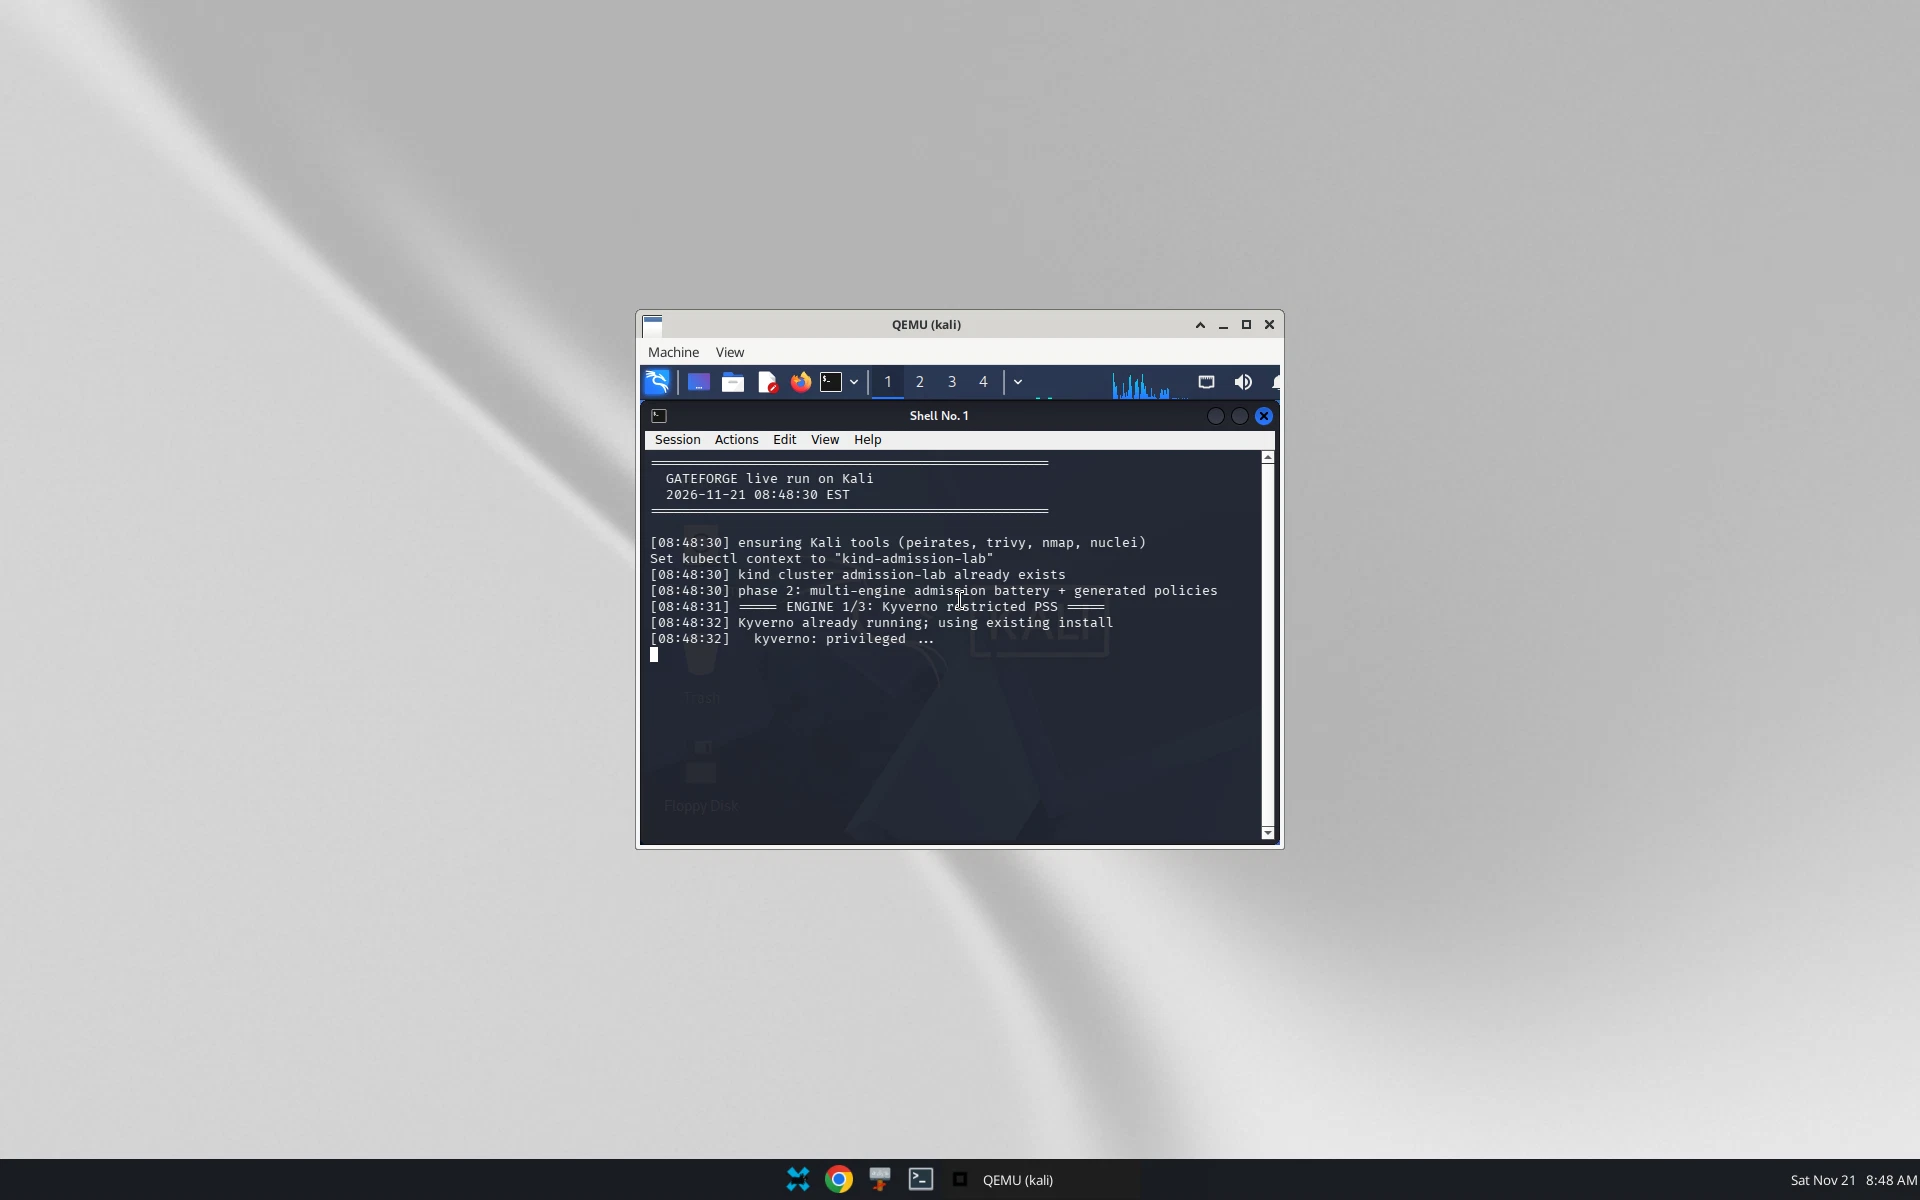 QEMU (kali)
Machine View
1 2 3 4
Shell No. 1
Session Actions Edit View Help
GATEFORGE live run on Kali
2026-11-21 08:48:30 EST
[08:48:30] ensuring Kali tools (peirates, trivy, nmap, nuclei)
Set kubectl context to "kind-admission-lab"
[08:48:30] kind cluster admission-lab already exists
[08:48:30] phase 2: multi-engine admission battery + generated policies
[08:48:31] ===== ENGINE 1/3: Kyverno restricted PSS =====
[08:48:32] Kyverno already running; using existing install
[08:48:32]   kyverno: privileged ...
KALI
Trash
Floppy Disk
QEMU (kali)
Sat Nov 21 8:48 AM